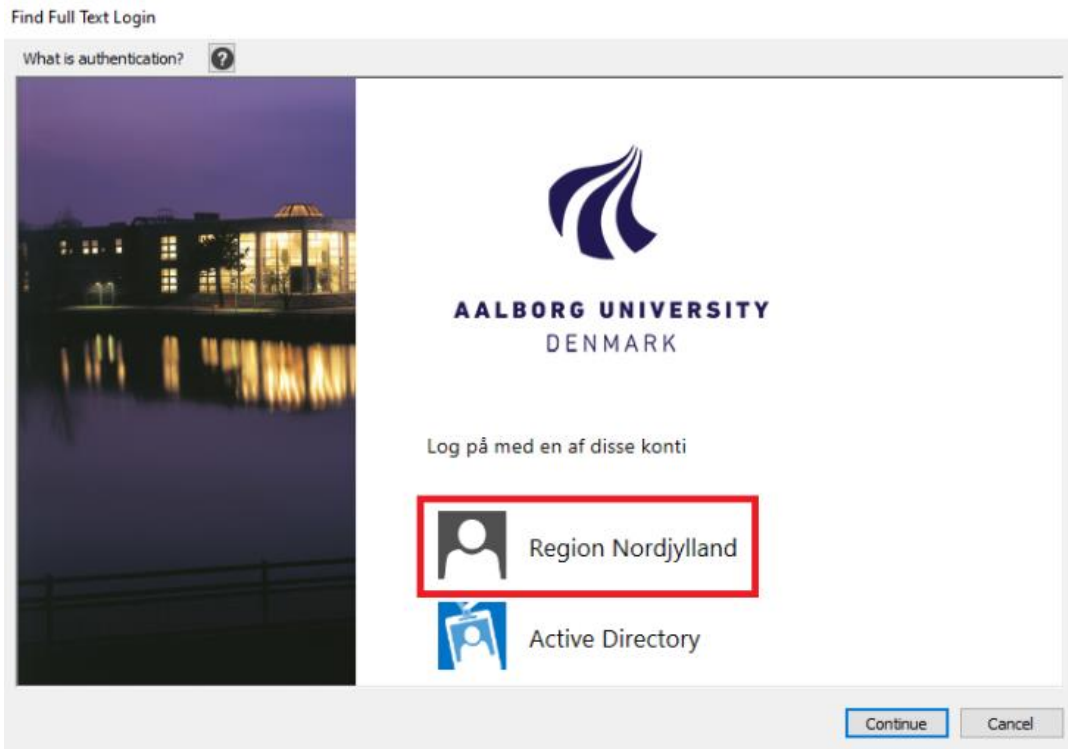 Find Full Text Login
What is authentication?
?
AALBORG UNIVERSITY
DENMARK
Log på med en af disse konti
Region Nordjylland
Active Directory
Continue
Cancel